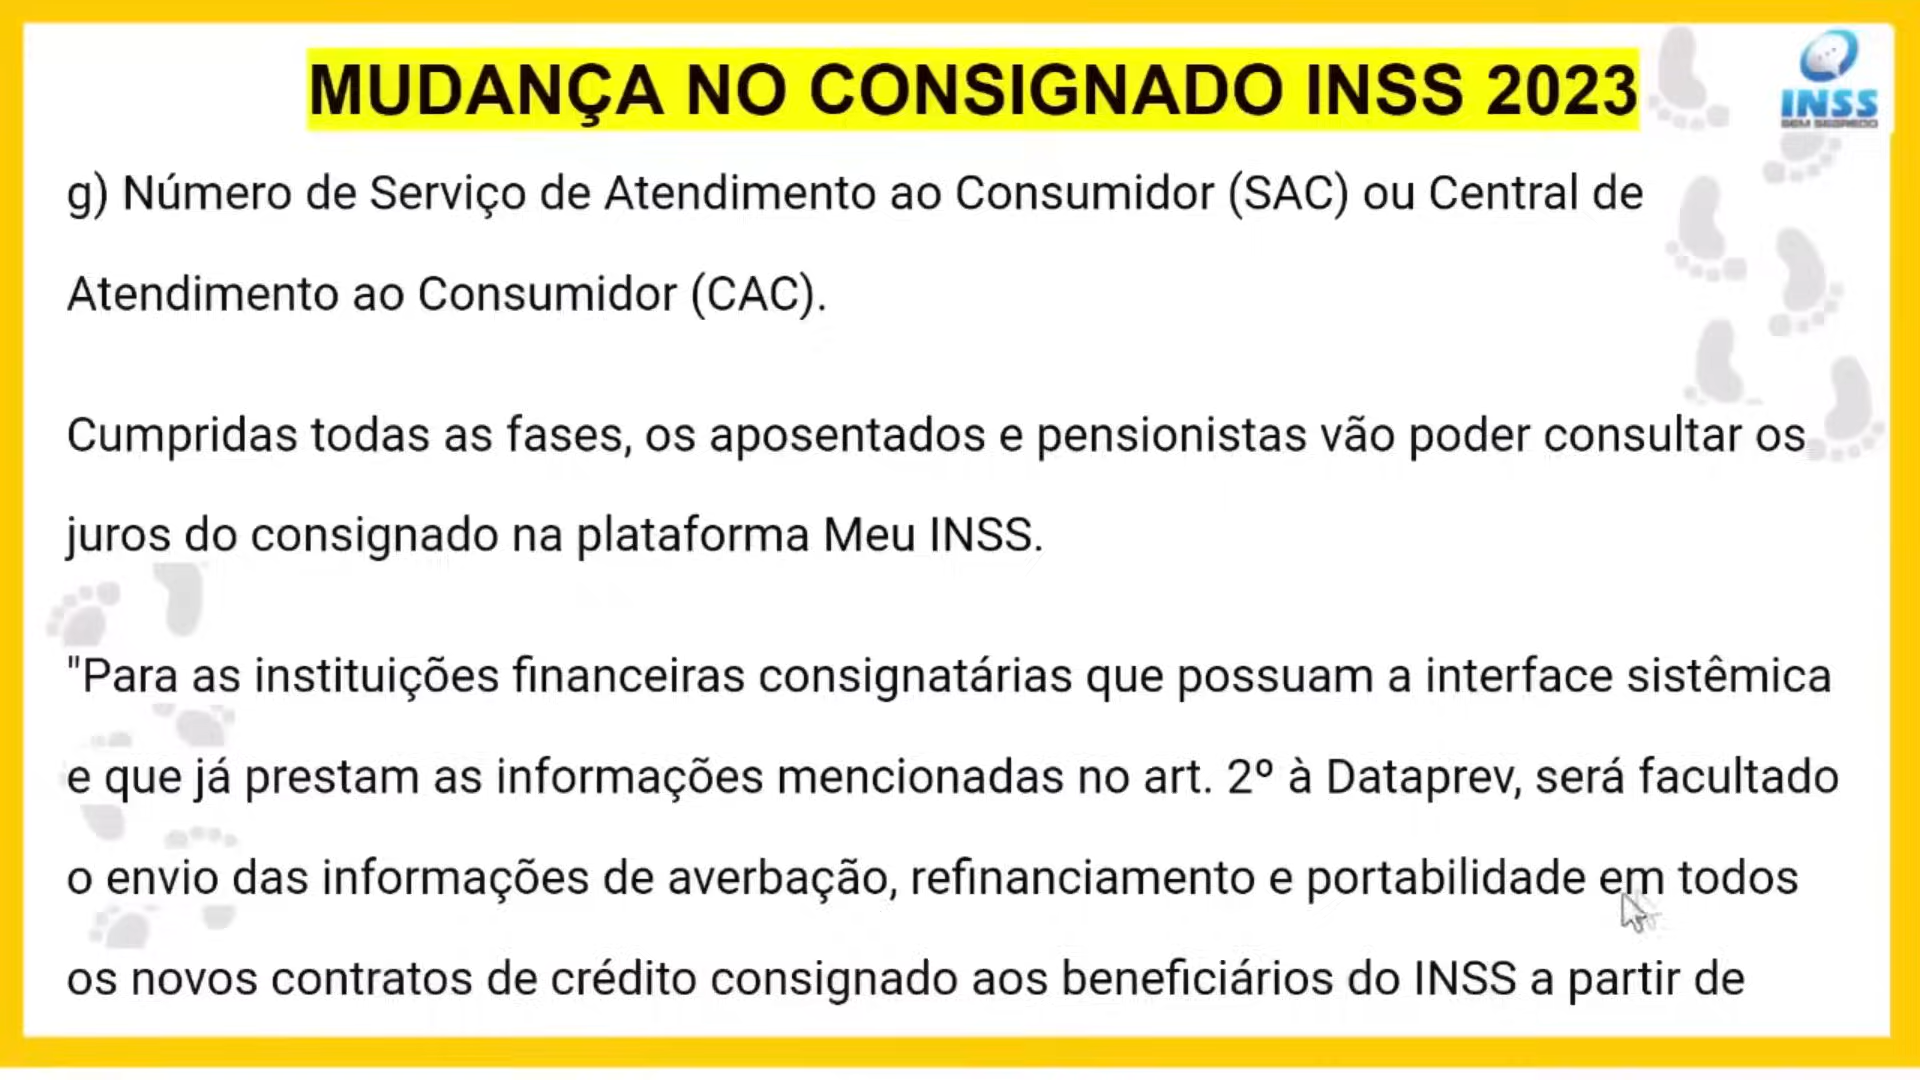 MUDANÇA NO CONSIGNADO INSS 2023
INSS
SEM SEGREDO
g) Número de Serviço de Atendimento ao Consumidor (SAC) ou Central de
Atendimento ao Consumidor (CAC).
Cumpridas todas as fases, os aposentados e pensionistas vão poder consultar os
juros do consignado na plataforma Meu INSS.
"Para as instituições financeiras consignatárias que possuam a interface sistêmica
e que já prestam as informações mencionadas no art. 2º à Dataprev, será facultado
o envio das informações de averbação, refinanciamento e portabilidade em todos
os novos contratos de crédito consignado aos beneficiários do INSS a partir de